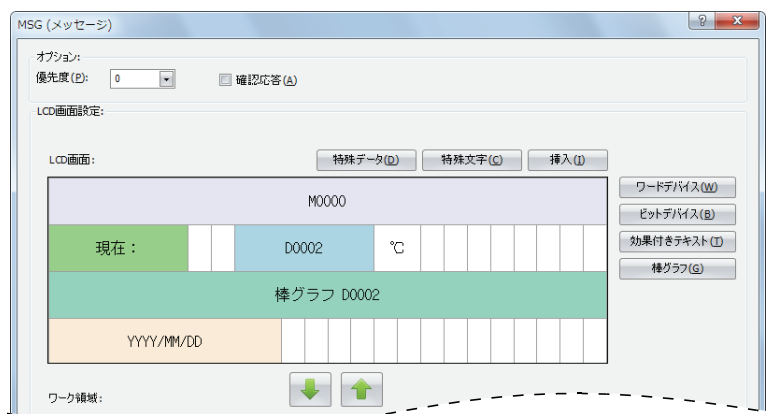 MSG (メッセージ)
オプション:
優先度(P): 0 確認応答(A)
LCD画面設定:
LCD画面: 特殊データ(D) 特殊文字(C) 挿入(I)
M0000
ワードデバイス(W)
ビットデバイス(B)
現在： D0002 ℃
効果付きテキスト(T)
棒グラフ(G)
棒グラフ D0002
YYYY/MM/DD
ワーク領域: